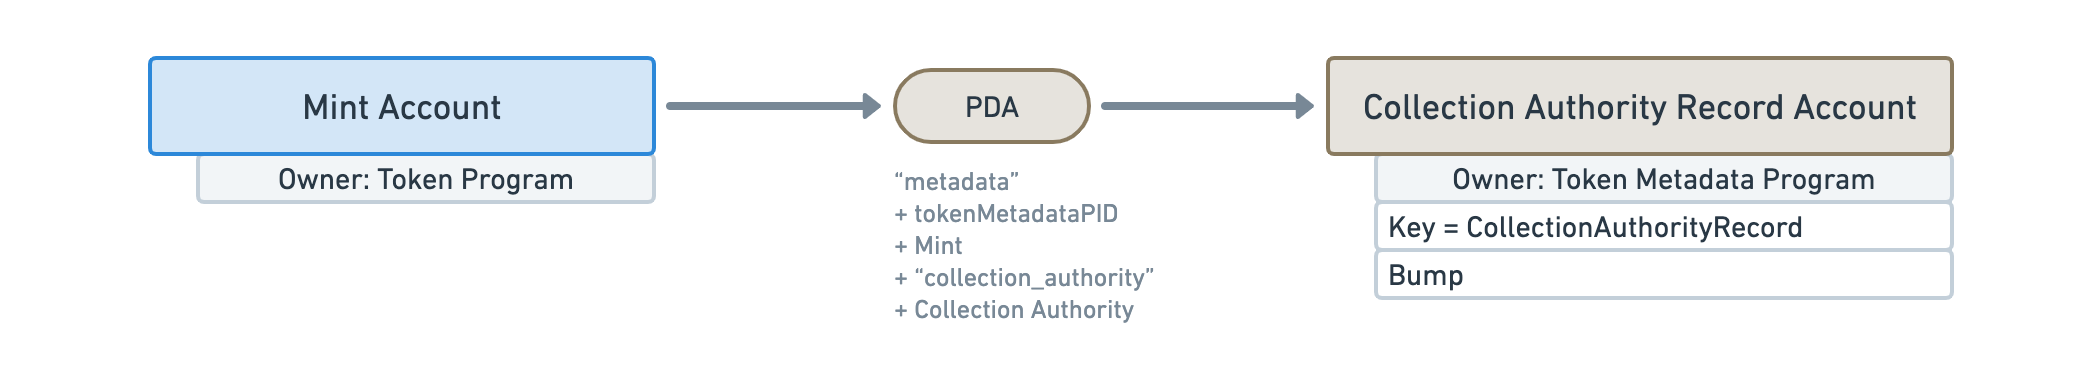 Mint Account
Owner: Token Program
PDA
“metadata”
+ tokenMetadataPID
+ Mint
+ “collection_authority”
+ Collection Authority
Collection Authority Record Account
Owner: Token Metadata Program
Key = CollectionAuthorityRecord
Bump